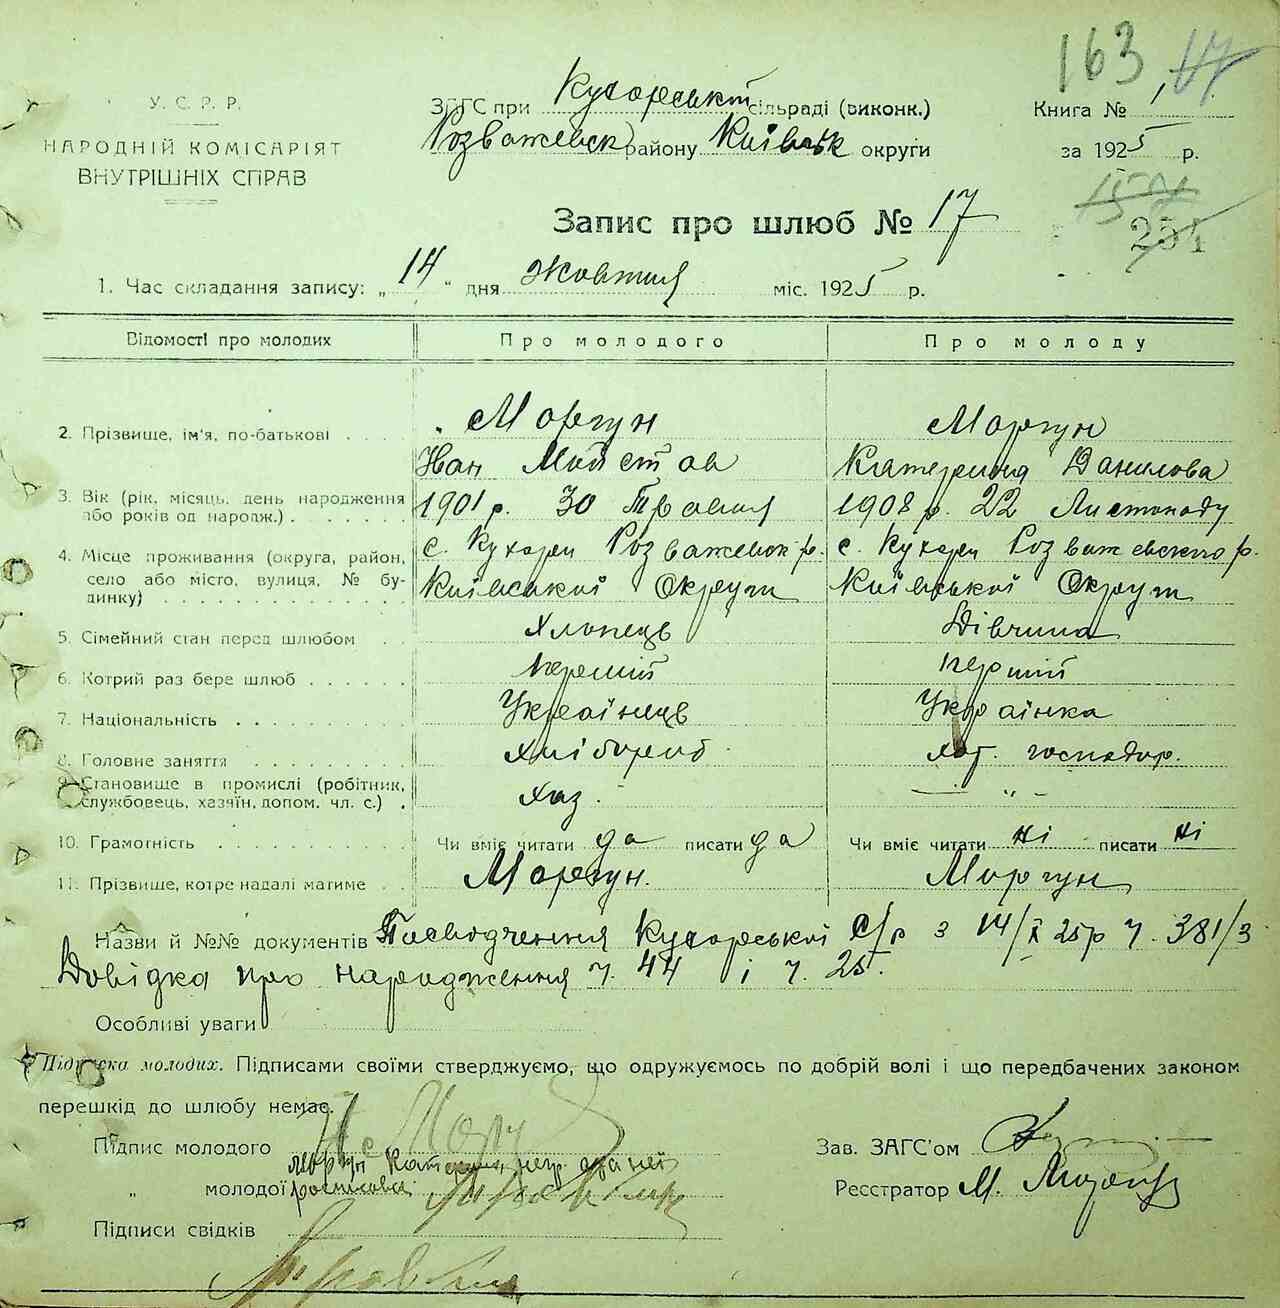 163
У. С. Р. Р.
НАРОДНІЙ КОМІСАРІЯТ
ВНУТРІШНІХ СПРАВ
ЗАГС при Кухарській сільраді (виконк.)
Розважевськ району Київськ округи
Книга № 1
за 1925 р.
Запис про шлюб № 17
157
254
1. Час складання запису: „14“ дня Жовтня міс. 1925 р.
Відомості про молодих Про молодого Про молоду
2. Прізвище, ім'я, по-батькові Моргун Моргун
Іван Катерина Данилова
3. Вік (рік, місяць, день народження або років од народж.) 1901 р. 30 Травня 1908 р. 22 Листопаду
4. Місце проживання (округа, район, село або місто, вулиця, № будинку) с. Кухари Розважевськ р. с. Кухари Розважевського р.
Київської Округи Київської Округи
5. Сімейний стан перед шлюбом Хлопець Дівчина
6. Котрий раз бере шлюб перший перший
7. Національність Українець Українка
8. Головне заняття Хлібороб хат. господар.
9. Становище в промислі (робітник, службовець, хазяїн, допом. чл. с.) Хаз. — „ —
10. Грамотність Чи вміє читати да писати да Чи вміє читати ні писати ні
11. Прізвище, котре надалі матиме Моргун. Моргун
Назви й №№ документів Посвідчення Кухарської с/р з 14/X 25р ч. 381/3
Довідка про народження ч. 44 і ч. 25.
Особливі уваги
Підписка молодих. Підписами своїми стверджуємо, що одружуємось по добрій волі і що передбачених законом
перешкід до шлюбу немає.
Підпис молодого
„ молодої
Зав. ЗАГС'ом
Реєстратор М.
Підписи свідків